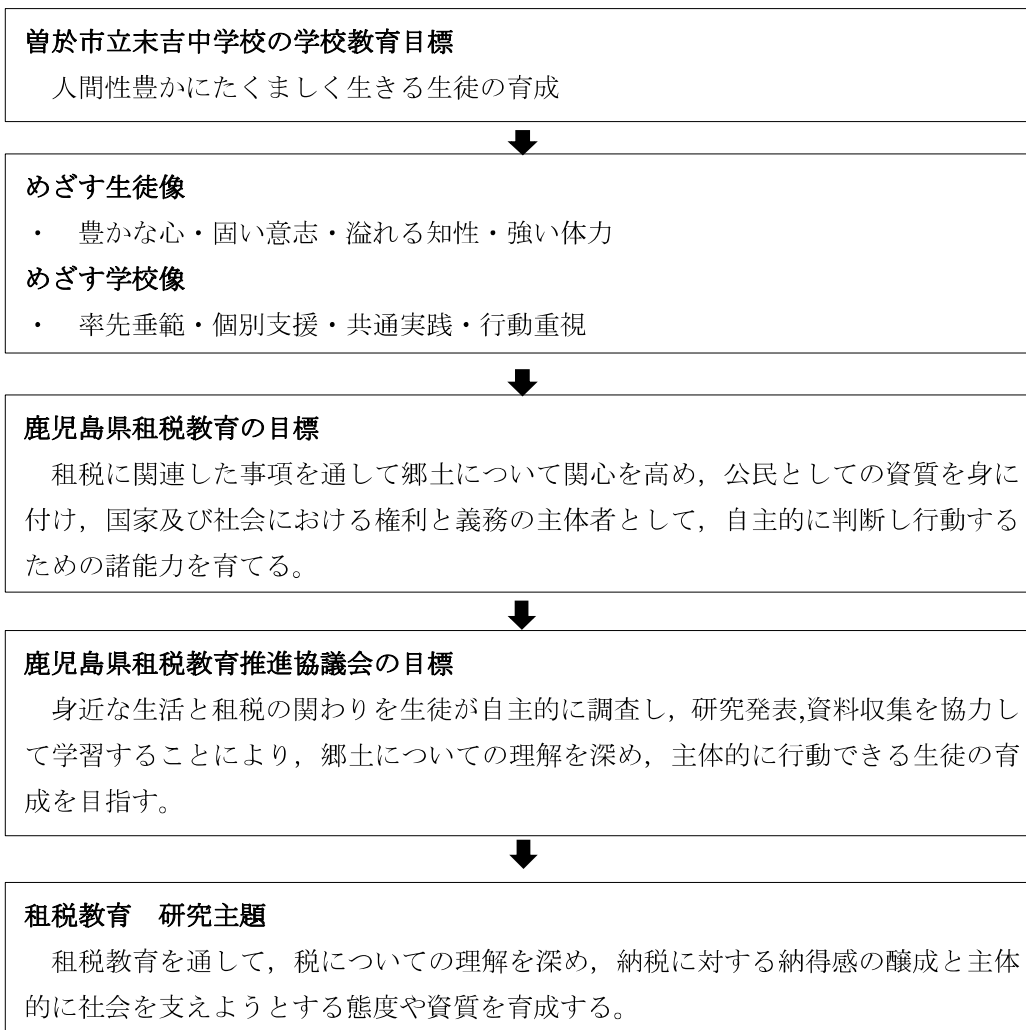 曽於市立末吉中学校の学校教育目標
人間性豊かにたくましく生きる生徒の育成
めざす生徒像
・　豊かな心・固い意志・溢れる知性・強い体力
めざす学校像
・　率先垂範・個別支援・共通実践・行動重視
鹿児島県租税教育の目標
租税に関連した事項を通して郷土について関心を高め，公民としての資質を身に
付け，国家及び社会における権利と義務の主体者として，自主的に判断し行動する
ための諸能力を育てる。
鹿児島県租税教育推進協議会の目標
身近な生活と租税の関わりを生徒が自主的に調査し，研究発表,資料収集を協力し
て学習することにより，郷土についての理解を深め，主体的に行動できる生徒の育
成を目指す。
租税教育　研究主題
租税教育を通して，税についての理解を深め，納税に対する納得感の醸成と主体
的に社会を支えようとする態度や資質を育成する。